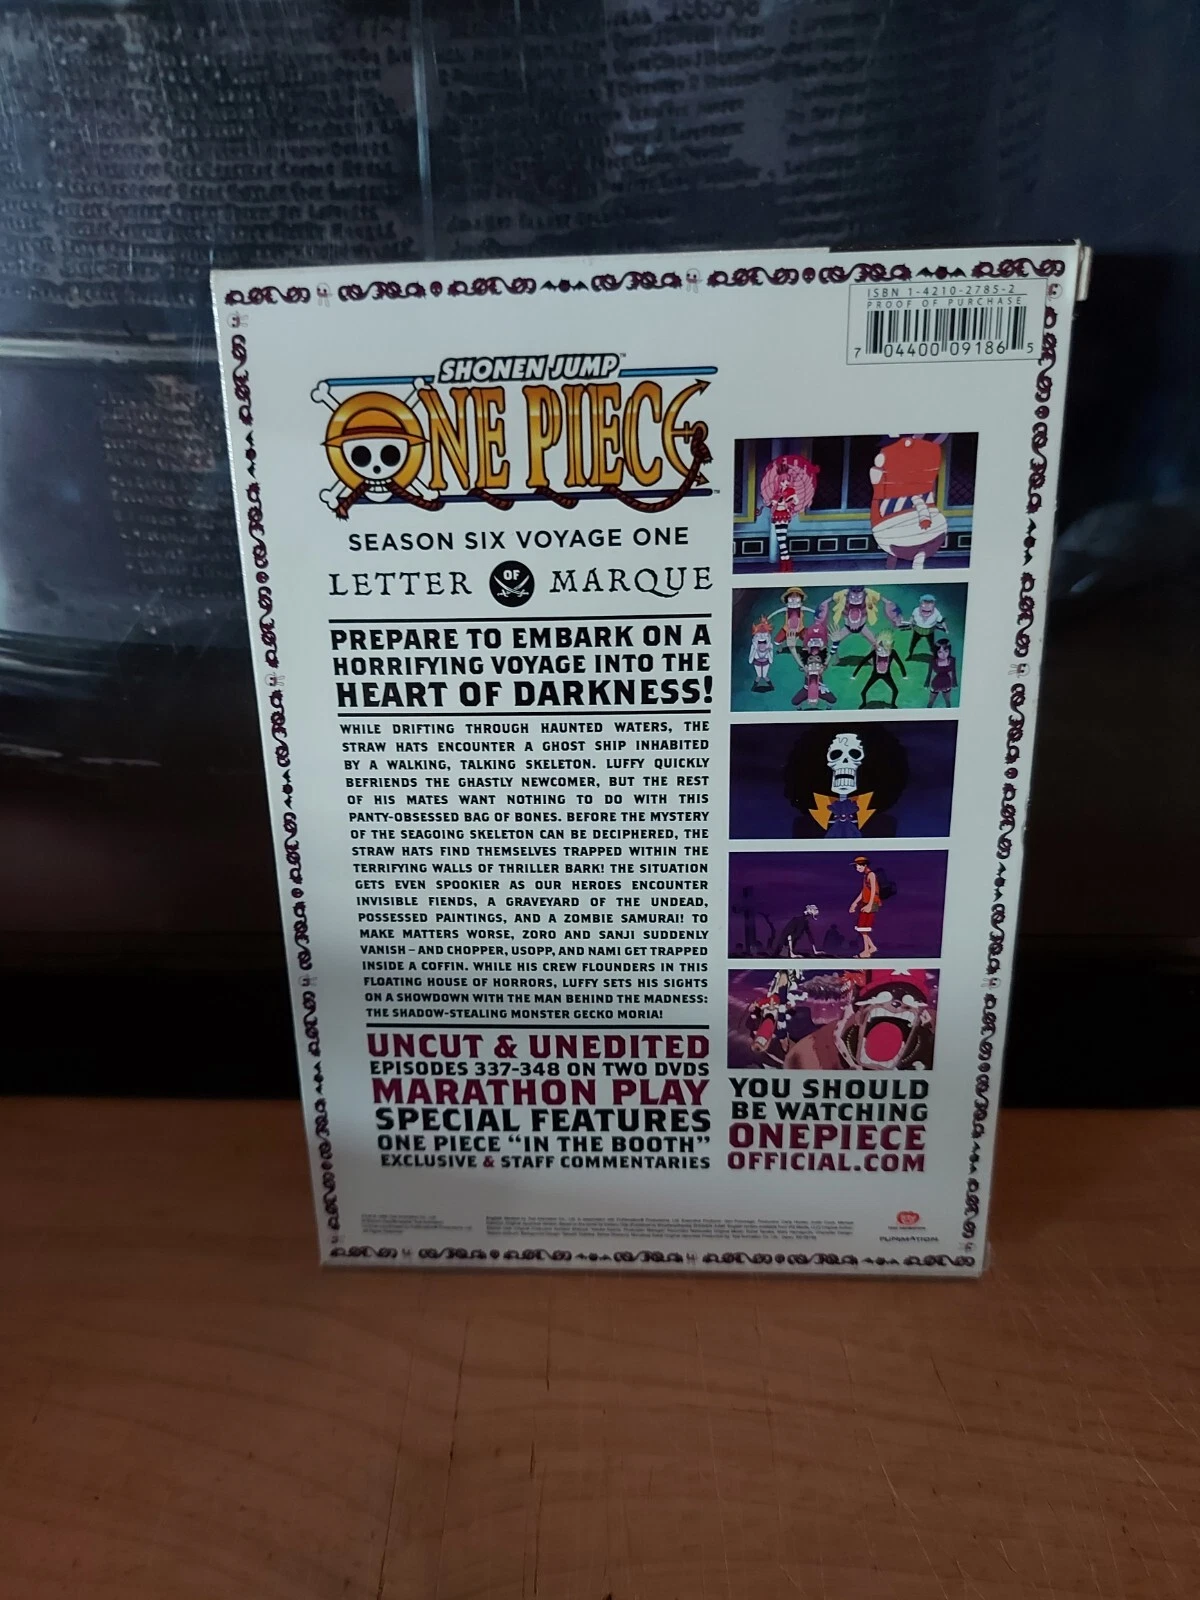 ISBN 1-4210-2785-2
PROOF OF PURCHASE
7 04400 09186 5
SHONEN JUMP™
ONE PIECE™
SEASON SIX VOYAGE ONE
LETTER OF MARQUE
PREPARE TO EMBARK ON A
HORRIFYING VOYAGE INTO THE
HEART OF DARKNESS!
WHILE DRIFTING THROUGH HAUNTED WATERS, THE
STRAW HATS ENCOUNTER A GHOST SHIP INHABITED
BY A WALKING, TALKING SKELETON. LUFFY QUICKLY
BEFRIENDS THE GHASTLY NEWCOMER, BUT THE REST
OF HIS MATES WANT NOTHING TO DO WITH THIS
PANTY-OBSESSED BAG OF BONES. BEFORE THE MYSTERY
OF THE SEAGOING SKELETON CAN BE DECIPHERED, THE
STRAW HATS FIND THEMSELVES TRAPPED WITHIN THE
TERRIFYING WALLS OF THRILLER BARK! THE SITUATION
GETS EVEN SPOOKIER AS OUR HEROES ENCOUNTER
INVISIBLE FIENDS, A GRAVEYARD OF THE UNDEAD,
POSSESSED PAINTINGS, AND A ZOMBIE SAMURAI! TO
MAKE MATTERS WORSE, ZORO AND SANJI SUDDENLY
VANISH – AND CHOPPER, USOPP, AND NAMI GET TRAPPED
INSIDE A COFFIN. WHILE HIS CREW FLOUNDERS IN THIS
FLOATING HOUSE OF HORRORS, LUFFY SETS HIS SIGHTS
ON A SHOWDOWN WITH THE MAN BEHIND THE MADNESS:
THE SHADOW-STEALING MONSTER GECKO MORIA!
UNCUT & UNEDITED
EPISODES 337-348 ON TWO DVDS
MARATHON PLAY
SPECIAL FEATURES
ONE PIECE “IN THE BOOTH”
EXCLUSIVE & STAFF COMMENTARIES
YOU SHOULD
BE WATCHING
ONEPIECE
OFFICIAL.COM
FUNIMATION